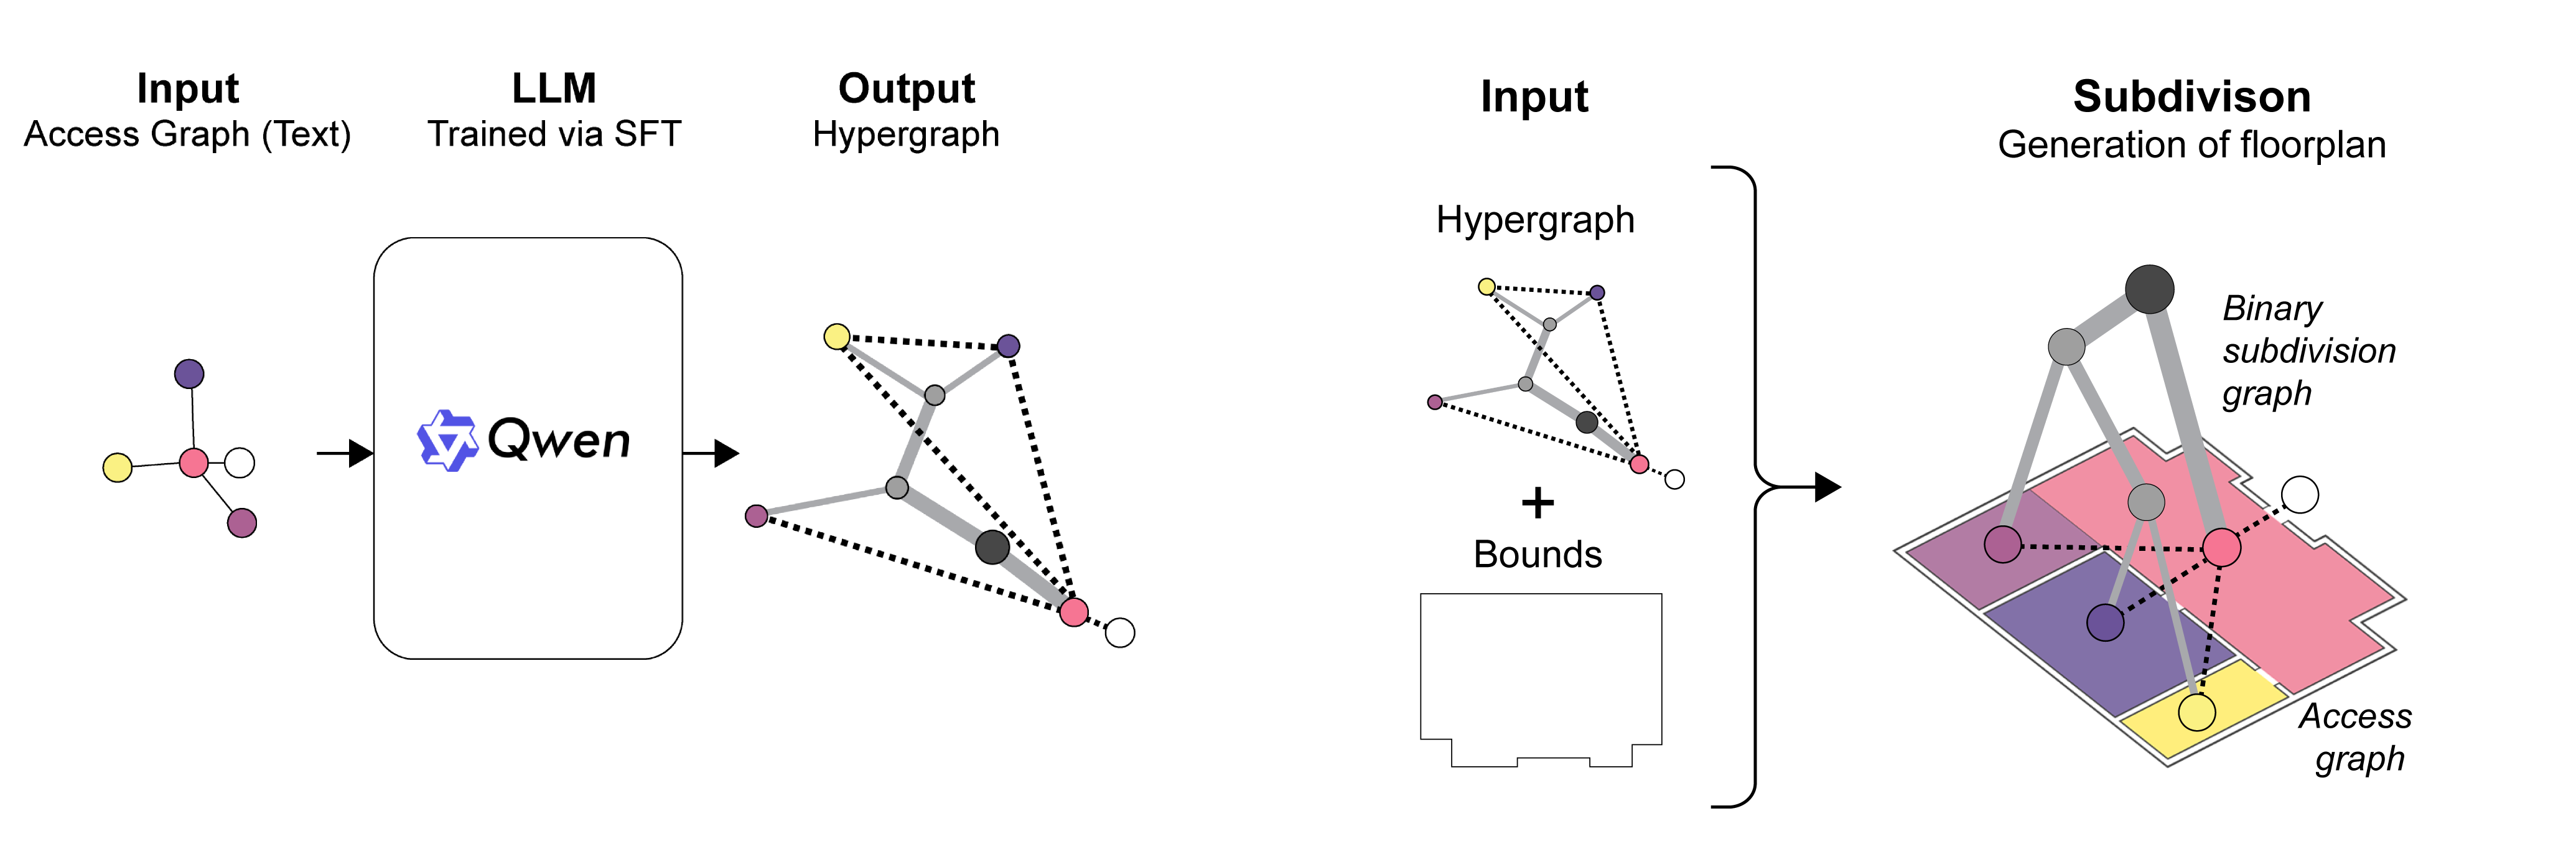 Input
Access Graph (Text)
LLM
Trained via SFT
Output
Hypergraph
Qwen
Input
Hypergraph
+
Bounds
Subdivison
Generation of floorplan
Binary
subdivision
graph
Access
graph